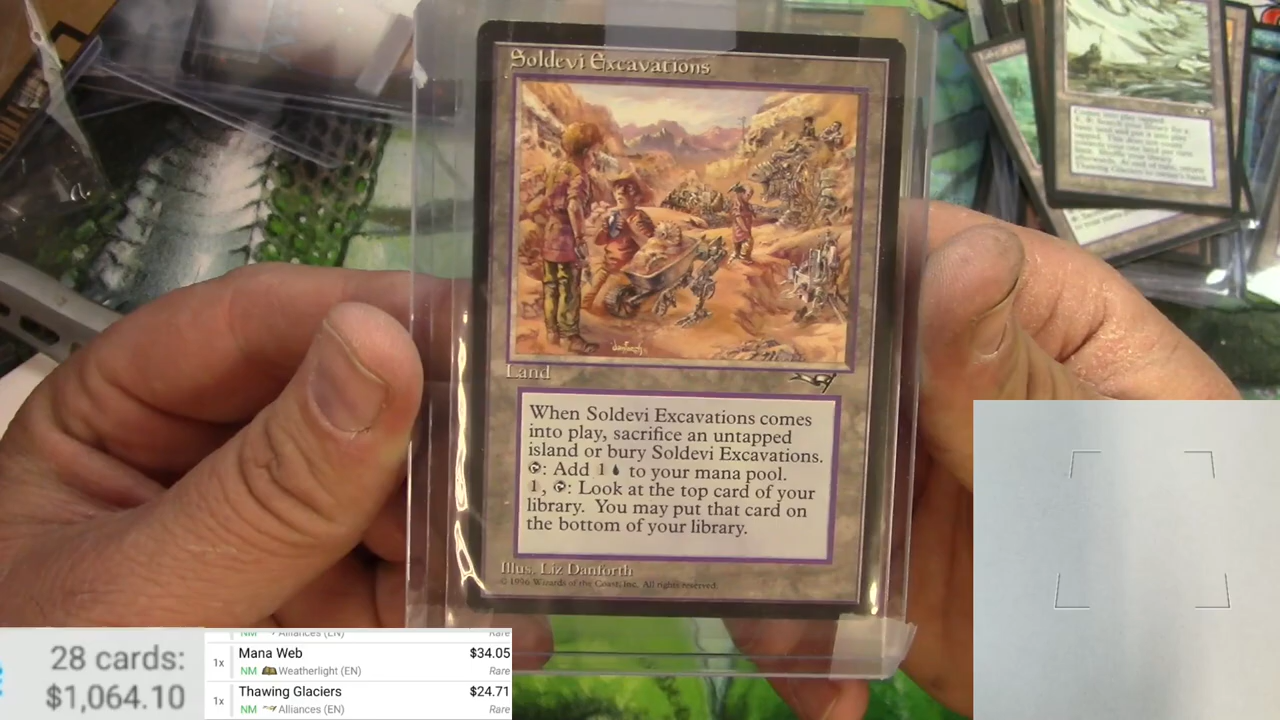 Soldevi Excavations
Land
When Soldevi Excavations comes
into play, sacrifice an untapped
island or bury Soldevi Excavations.
: Add 1 to your mana pool.
1, : Look at the top card of your
library. You may put that card on
the bottom of your library.
Illus. Liz Danforth
© 1996 Wizards of the Coast, Inc. All rights reserved.
28 cards:
$1,064.10
NM Alliances (EN) Rare
1x Mana Web $34.05
NM Weatherlight (EN) Rare
1x Thawing Glaciers $24.71
NM Alliances (EN) Rare